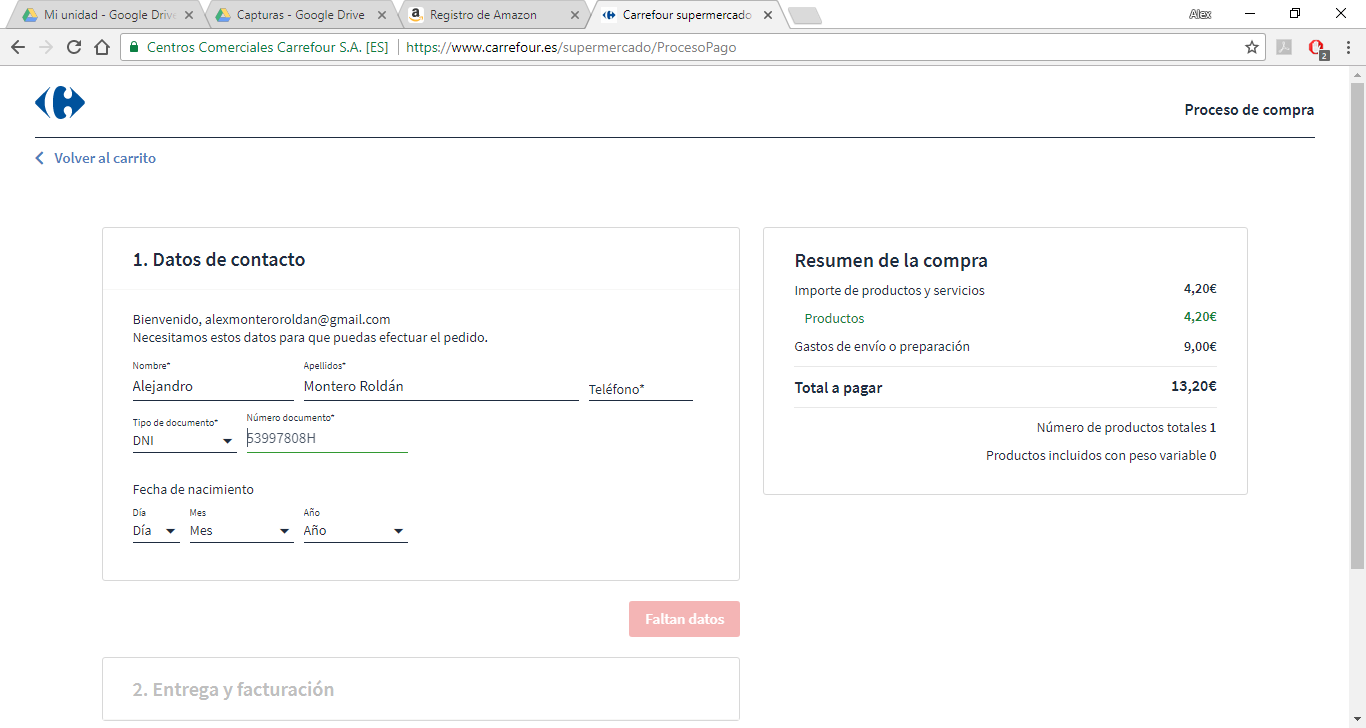 Mi unidad - Google Drive
Capturas - Google Drive
Registro de Amazon
Carrefour supermercado
Alex
Centros Comerciales Carrefour S.A. [ES]
https://www.carrefour.es/supermercado/ProcesoPago
2
Proceso de compra
Volver al carrito
1. Datos de contacto
Bienvenido, alexmonteroroldan@gmail.com
Necesitamos estos datos para que puedas efectuar el pedido.
Nombre*
Apellidos*
Alejandro
Montero Roldán
Teléfono*
Tipo de documento*
Número documento*
DNI
53997808H
Fecha de nacimiento
Día
Mes
Año
Día
Mes
Año
Faltan datos
2. Entrega y facturación
Resumen de la compra
Importe de productos y servicios 4,20€
Productos 4,20€
Gastos de envío o preparación 9,00€
Total a pagar 13,20€
Número de productos totales 1
Productos incluidos con peso variable 0